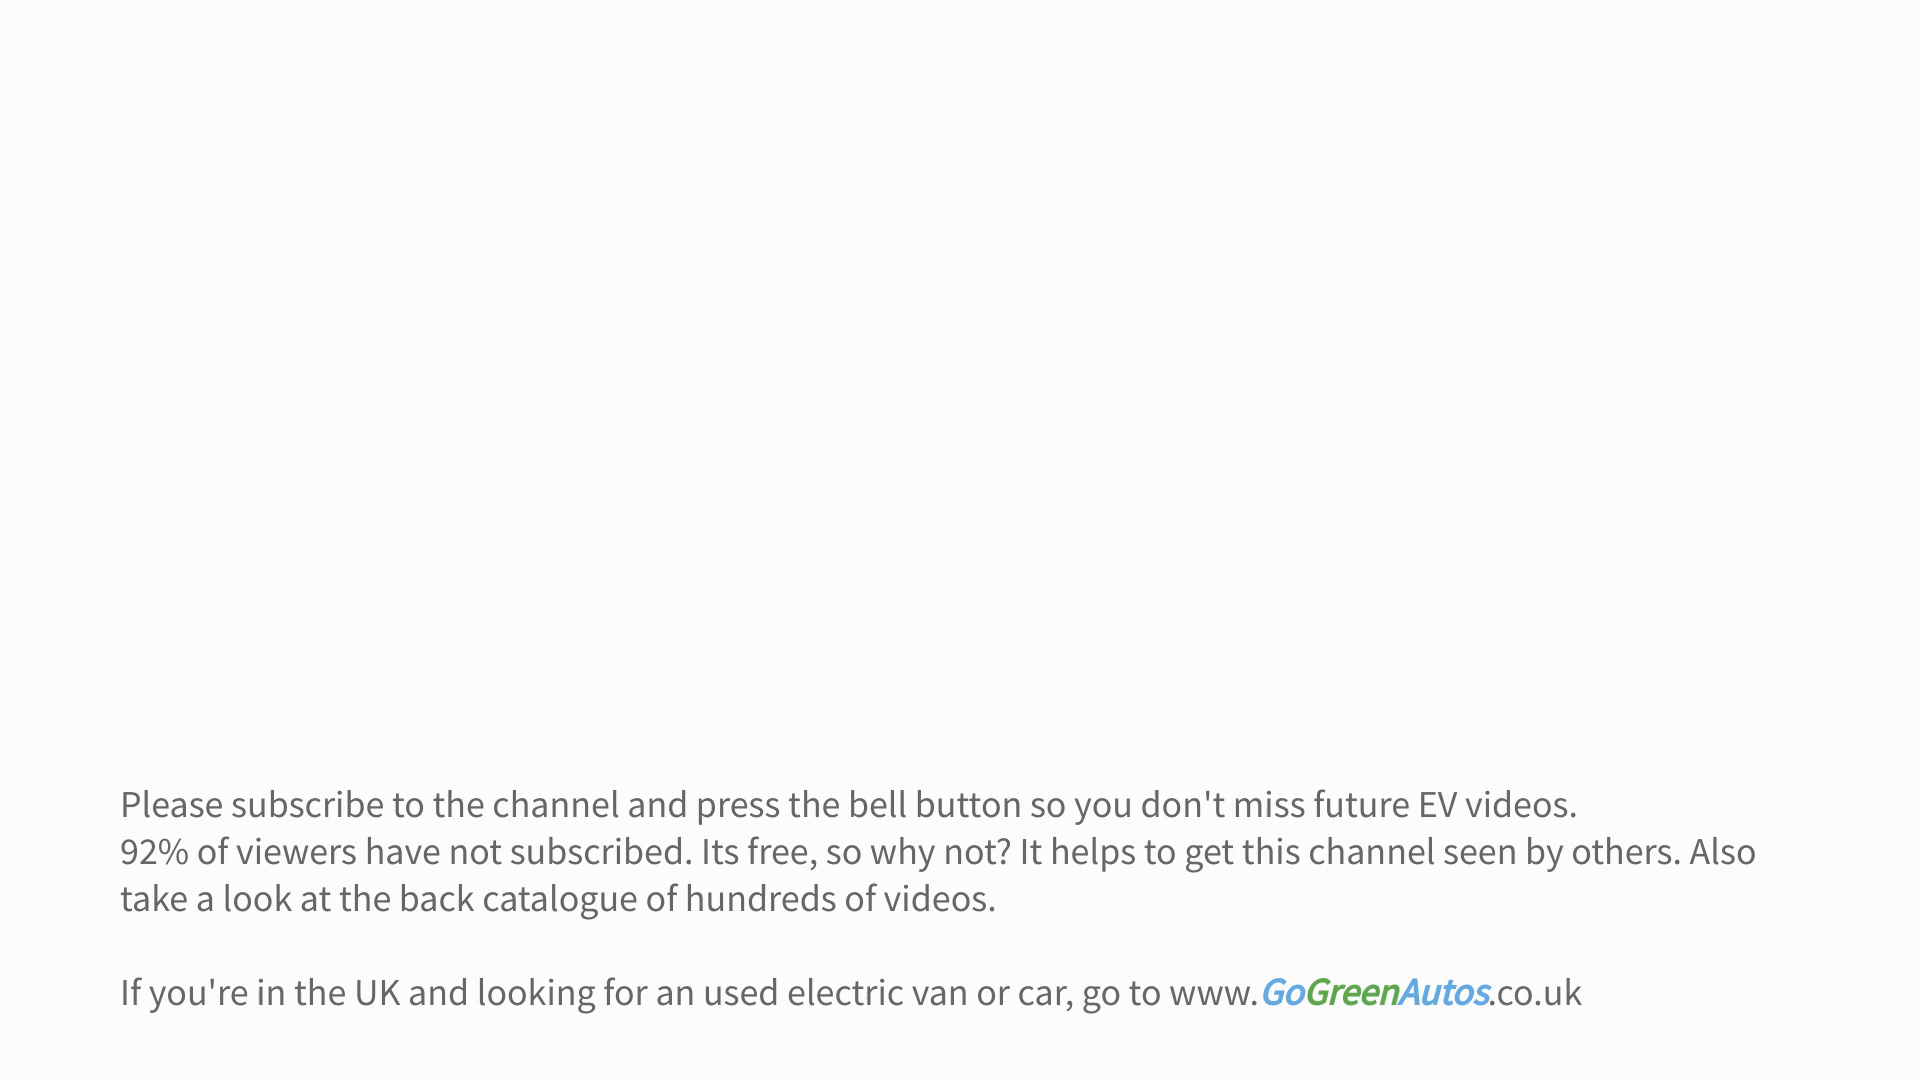 Please subscribe to the channel and press the bell button so you don't miss future EV videos.
92% of viewers have not subscribed. Its free, so why not? It helps to get this channel seen by others. Also
take a look at the back catalogue of hundreds of videos.
If you're in the UK and looking for an used electric van or car, go to www.GoGreenAutos.co.uk